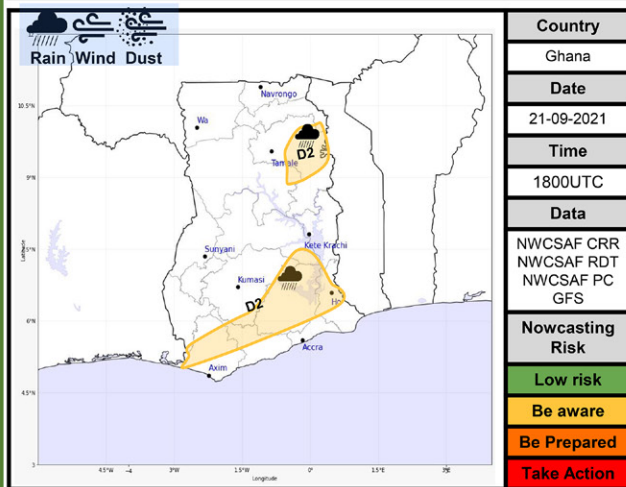 Rain Wind Dust
10.5°N
9°N
6°N
4.5°N
3
Latitude
4.5°W
3°W
1.5°W
0°
1.5°E
Longitude
Navrongo
Wa
Tamale
D2
Sunyani
Kete Krachi
Kumasi
D2
Accra
Axim
Country
Ghana
Date
21-09-2021
Time
1800UTC
Data
NWCSAF CRR
NWCSAF RDT
NWCSAF PC
GFS
Nowcasting
Risk
Low risk
Be aware
Be Prepared
Take Action